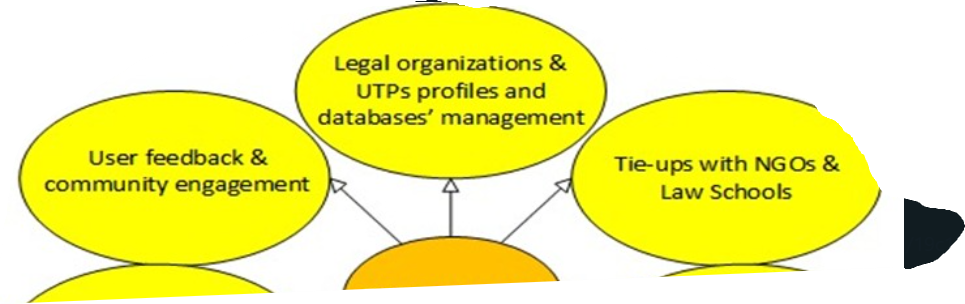 Legal organizations &
UTPs profiles and
databases’ management
User feedback &
community engagement
Tie-ups with NGOs &
Law Schools